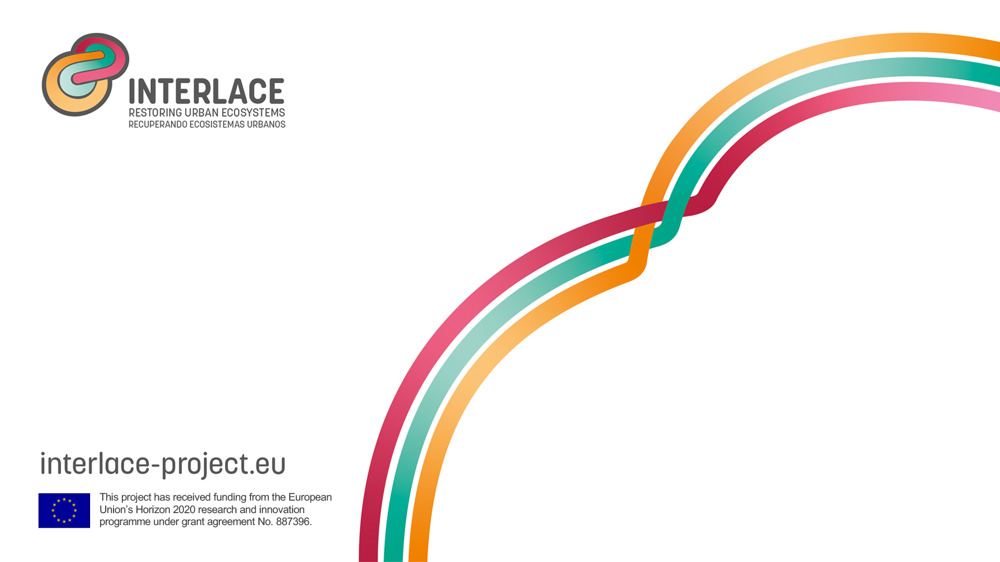 INTERLACE
RESTORING URBAN ECOSYSTEMS
RECUPERANDO ECOSISTEMAS URBANOS
interlace-project.eu
This project has received funding from the European
Union’s Horizon 2020 research and innovation
programme under grant agreement No. 887396.